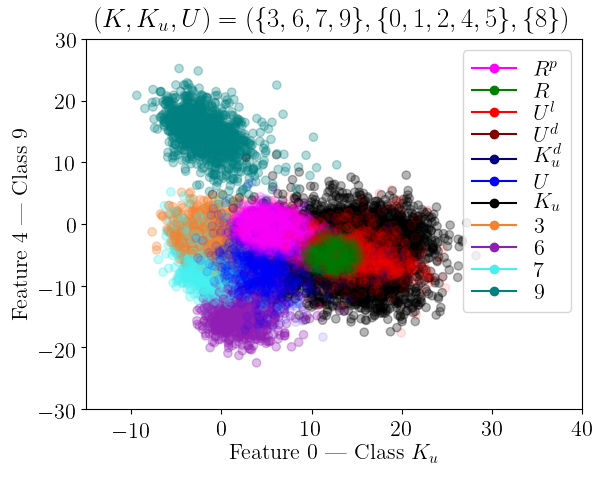 (K, K_u, U) = ({3, 6, 7, 9}, {0, 1, 2, 4, 5}, {8})
30
20
10
0
−10
−20
−30
Feature 4 — Class 9
R^p
R
U^l
U^d
K_u^d
U
K_u
3
6
7
9
−10 0 10 20 30 40
Feature 0 — Class K_u